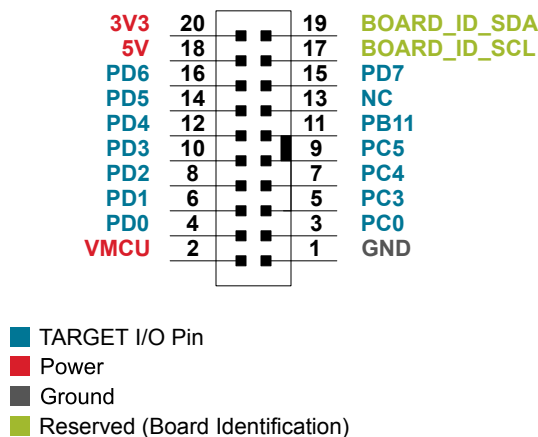 3V3 20 19 BOARD_ID_SDA
5V 18 17 BOARD_ID_SCL
PD6 16 15 PD7
PD5 14 13 NC
PD4 12 11 PB11
PD3 10 9 PC5
PD2 8 7 PC4
PD1 6 5 PC3
PD0 4 3 PC0
VMCU 2 1 GND
TARGET I/O Pin
Power
Ground
Reserved (Board Identification)